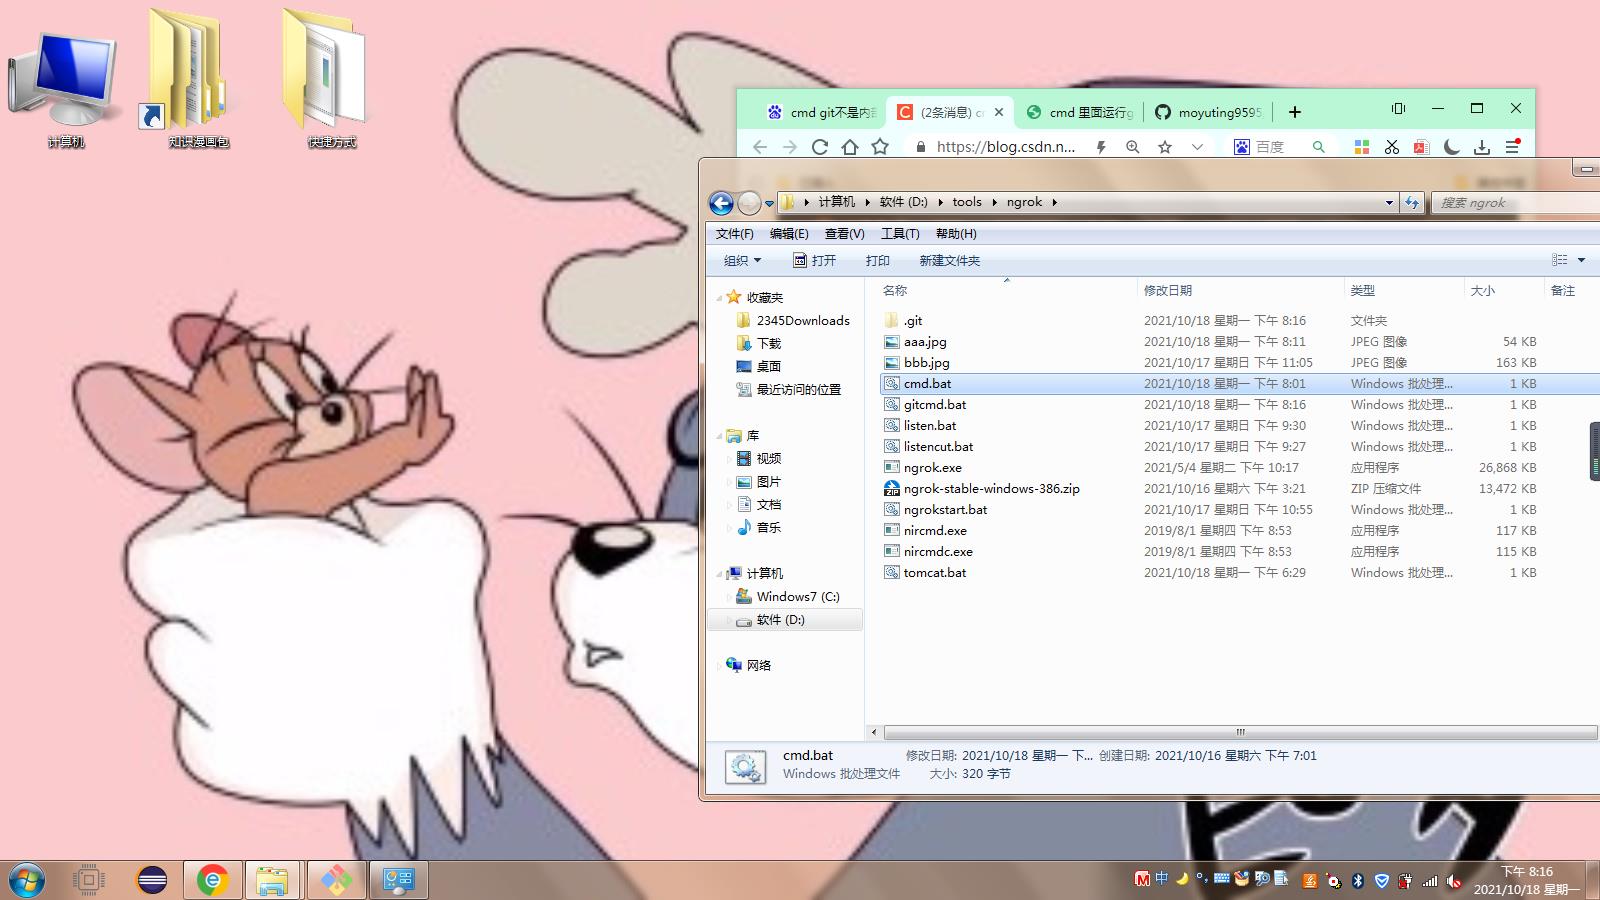 计算机
知识漫画包
快捷方式
cmd git不是内
(2条消息) c
cmd 里面运行g
moyuting9595
https://blog.csdn.n...
百度
计算机
软件 (D:)
tools
ngrok
搜索 ngrok
文件(F)
编辑(E)
查看(V)
工具(T)
帮助(H)
组织
打开
打印
新建文件夹
收藏夹
2345Downloads
下载
桌面
最近访问的位置
库
视频
图片
文档
音乐
计算机
Windows7 (C:)
软件 (D:)
网络
名称 修改日期 类型 大小 备注
.git 2021/10/18 星期一 下午 8:16 文件夹
aaa.jpg 2021/10/18 星期一 下午 8:11 JPEG 图像 54 KB
bbb.jpg 2021/10/17 星期日 下午 11:05 JPEG 图像 163 KB
cmd.bat 2021/10/18 星期一 下午 8:01 Windows 批处理... 1 KB
gitcmd.bat 2021/10/18 星期一 下午 8:16 Windows 批处理... 1 KB
listen.bat 2021/10/17 星期日 下午 9:30 Windows 批处理... 1 KB
listencut.bat 2021/10/17 星期日 下午 9:27 Windows 批处理... 1 KB
ngrok.exe 2021/5/4 星期二 下午 10:17 应用程序 26,868 KB
ngrok-stable-windows-386.zip 2021/10/16 星期六 下午 3:21 ZIP 压缩文件 13,472 KB
ngrokstart.bat 2021/10/17 星期日 下午 10:55 Windows 批处理... 1 KB
nircmd.exe 2019/8/1 星期四 下午 8:53 应用程序 117 KB
nircmdc.exe 2019/8/1 星期四 下午 8:53 应用程序 115 KB
tomcat.bat 2021/10/18 星期一 下午 6:29 Windows 批处理... 1 KB
cmd.bat 修改日期: 2021/10/18 星期一 下... 创建日期: 2021/10/16 星期六 下午 7:01
Windows 批处理文件 大小: 320 字节
中
下午 8:16
2021/10/18 星期一